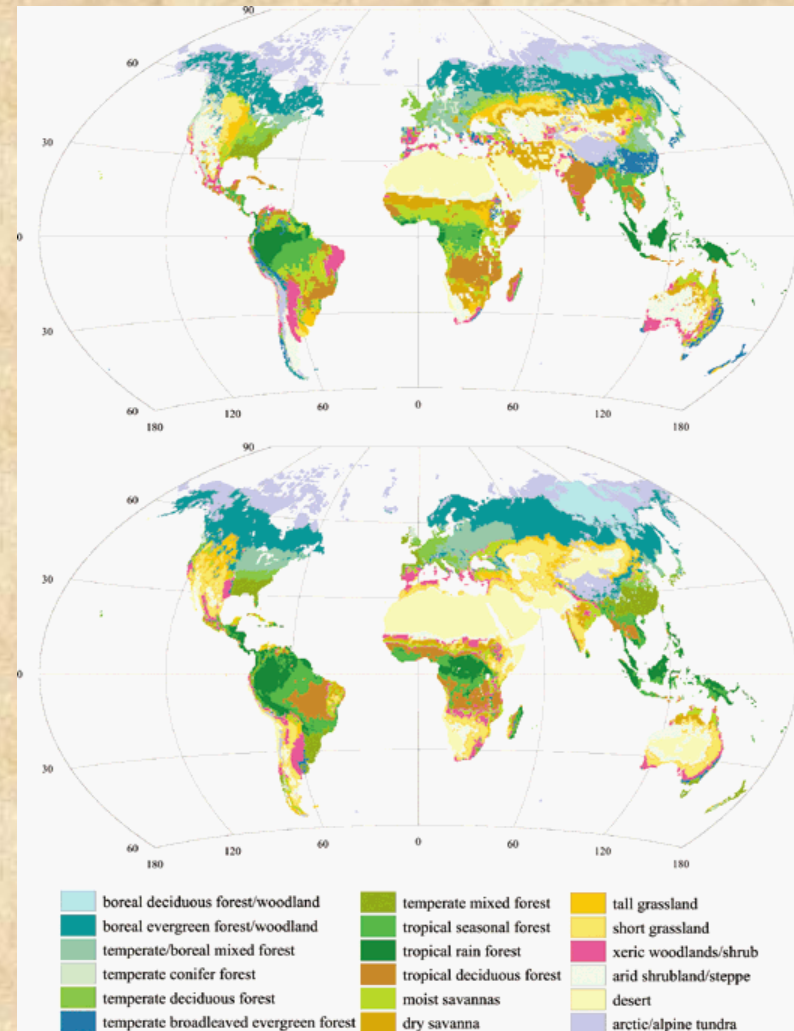 90
60
30
0
30
60
180 120 60 0 60 120 180
90
60
30
0
30
60
180 120 60 0 60 120 180
boreal deciduous forest/woodland
boreal evergreen forest/woodland
temperate/boreal mixed forest
temperate conifer forest
temperate deciduous forest
temperate broadleaved evergreen forest
temperate mixed forest
tropical seasonal forest
tropical rain forest
tropical deciduous forest
moist savannas
dry savanna
tall grassland
short grassland
xeric woodlands/shrub
arid shrubland/steppe
desert
arctic/alpine tundra